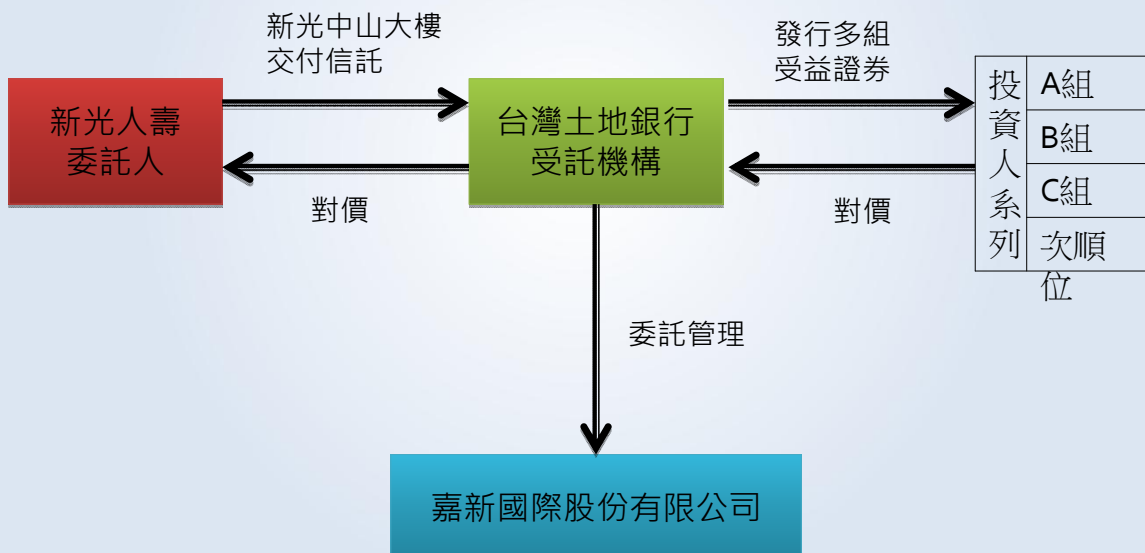 新光中山大樓
交付信託
發行多組
受益證券
新光人壽
委託人
台灣土地銀行
受託機構
投資人系列
A組
B組
C組
次順
位
對價
對價
委託管理
嘉新國際股份有限公司